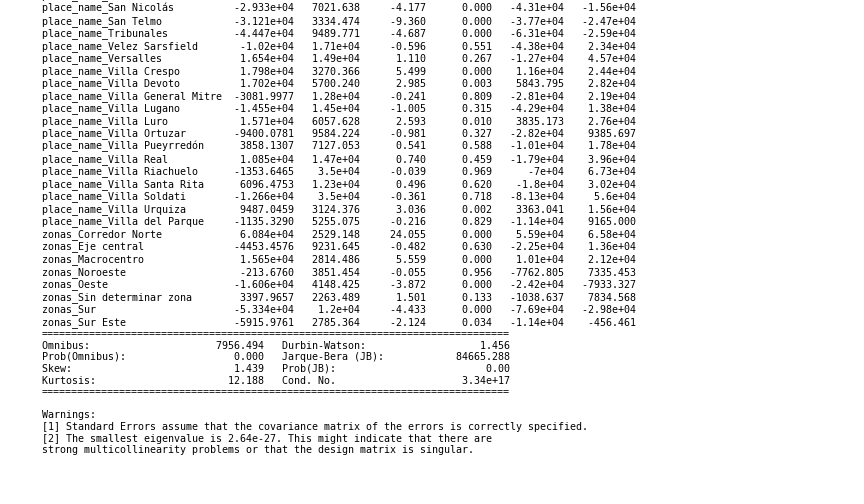 place_name_San Nicolás -2.933e+04 7021.638 -4.177 0.000 -4.31e+04 -1.56e+04
place_name_San Telmo -3.121e+04 3334.474 -9.360 0.000 -3.77e+04 -2.47e+04
place_name_Tribunales -4.447e+04 9489.771 -4.687 0.000 -6.31e+04 -2.59e+04
place_name_Velez Sarsfield -1.02e+04 1.71e+04 -0.596 0.551 -4.38e+04 2.34e+04
place_name_Versalles 1.654e+04 1.49e+04 1.110 0.267 -1.27e+04 4.57e+04
place_name_Villa Crespo 1.798e+04 3270.366 5.499 0.000 1.16e+04 2.44e+04
place_name_Villa Devoto 1.702e+04 5700.240 2.985 0.003 5843.795 2.82e+04
place_name_Villa General Mitre -3081.9977 1.28e+04 -0.241 0.809 -2.81e+04 2.19e+04
place_name_Villa Lugano -1.455e+04 1.45e+04 -1.005 0.315 -4.29e+04 1.38e+04
place_name_Villa Luro 1.571e+04 6057.628 2.593 0.010 3835.173 2.76e+04
place_name_Villa Ortuzar -9400.0781 9584.224 -0.981 0.327 -2.82e+04 9385.697
place_name_Villa Pueyrredón 3858.1307 7127.053 0.541 0.588 -1.01e+04 1.78e+04
place_name_Villa Real 1.085e+04 1.47e+04 0.740 0.459 -1.79e+04 3.96e+04
place_name_Villa Riachuelo -1353.6465 3.5e+04 -0.039 0.969 -7e+04 6.73e+04
place_name_Villa Santa Rita 6096.4753 1.23e+04 0.496 0.620 -1.8e+04 3.02e+04
place_name_Villa Soldati -1.266e+04 3.5e+04 -0.361 0.718 -8.13e+04 5.6e+04
place_name_Villa Urquiza 9487.0459 3124.376 3.036 0.002 3363.041 1.56e+04
place_name_Villa del Parque -1135.3290 5255.075 -0.216 0.829 -1.14e+04 9165.000
zonas_Corredor Norte 6.084e+04 2529.148 24.055 0.000 5.59e+04 6.58e+04
zonas_Eje central -4453.4576 9231.645 -0.482 0.630 -2.25e+04 1.36e+04
zonas_Macrocentro 1.565e+04 2814.486 5.559 0.000 1.01e+04 2.12e+04
zonas_Noroeste -213.6760 3851.454 -0.055 0.956 -7762.805 7335.453
zonas_Oeste -1.606e+04 4148.425 -3.872 0.000 -2.42e+04 -7933.327
zonas_Sin determinar zona 3397.9657 2263.489 1.501 0.133 -1038.637 7834.568
zonas_Sur -5.334e+04 1.2e+04 -4.433 0.000 -7.69e+04 -2.98e+04
zonas_Sur Este -5915.9761 2785.364 -2.124 0.034 -1.14e+04 -456.461
==============================================================================
Omnibus: 7956.494 Durbin-Watson: 1.456
Prob(Omnibus): 0.000 Jarque-Bera (JB): 84665.288
Skew: 1.439 Prob(JB): 0.00
Kurtosis: 12.188 Cond. No. 3.34e+17
==============================================================================
Warnings:
[1] Standard Errors assume that the covariance matrix of the errors is correctly specified.
[2] The smallest eigenvalue is 2.64e-27. This might indicate that there are
strong multicollinearity problems or that the design matrix is singular.